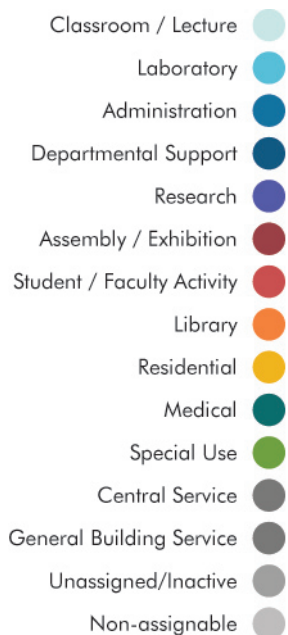 Classroom / Lecture
Laboratory
Administration
Departmental Support
Research
Assembly / Exhibition
Student / Faculty Activity
Library
Residential
Medical
Special Use
Central Service
General Building Service
Unassigned/Inactive
Non-assignable